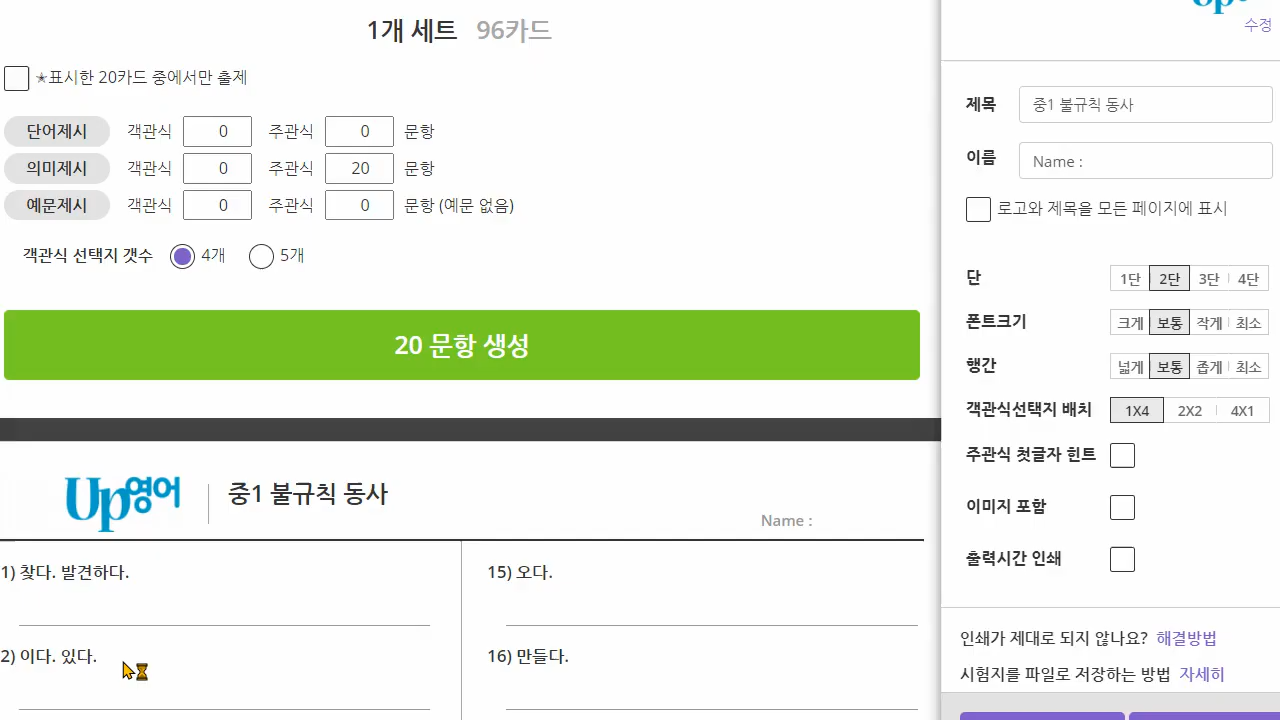 1개 세트 96카드
★표시한 20카드 중에서만 출제
단어제시 객관식 0 주관식 0 문항
의미제시 객관식 0 주관식 20 문항
예문제시 객관식 0 주관식 0 문항 (예문 없음)
객관식 선택지 갯수 4개 5개
20 문항 생성
Up영어 중1 불규칙 동사
Name :
1) 찾다. 발견하다.
2) 이다. 있다.
15) 오다.
16) 만들다.
수정
제목 중1 불규칙 동사
이름 Name :
로고와 제목을 모든 페이지에 표시
단 1단 2단 3단 4단
폰트크기 크게 보통 작게 최소
행간 넓게 보통 좁게 최소
객관식선택지 배치 1X4 2X2 4X1
주관식 첫글자 힌트
이미지 포함
출력시간 인쇄
인쇄가 제대로 되지 않나요? 해결방법
시험지를 파일로 저장하는 방법 자세히